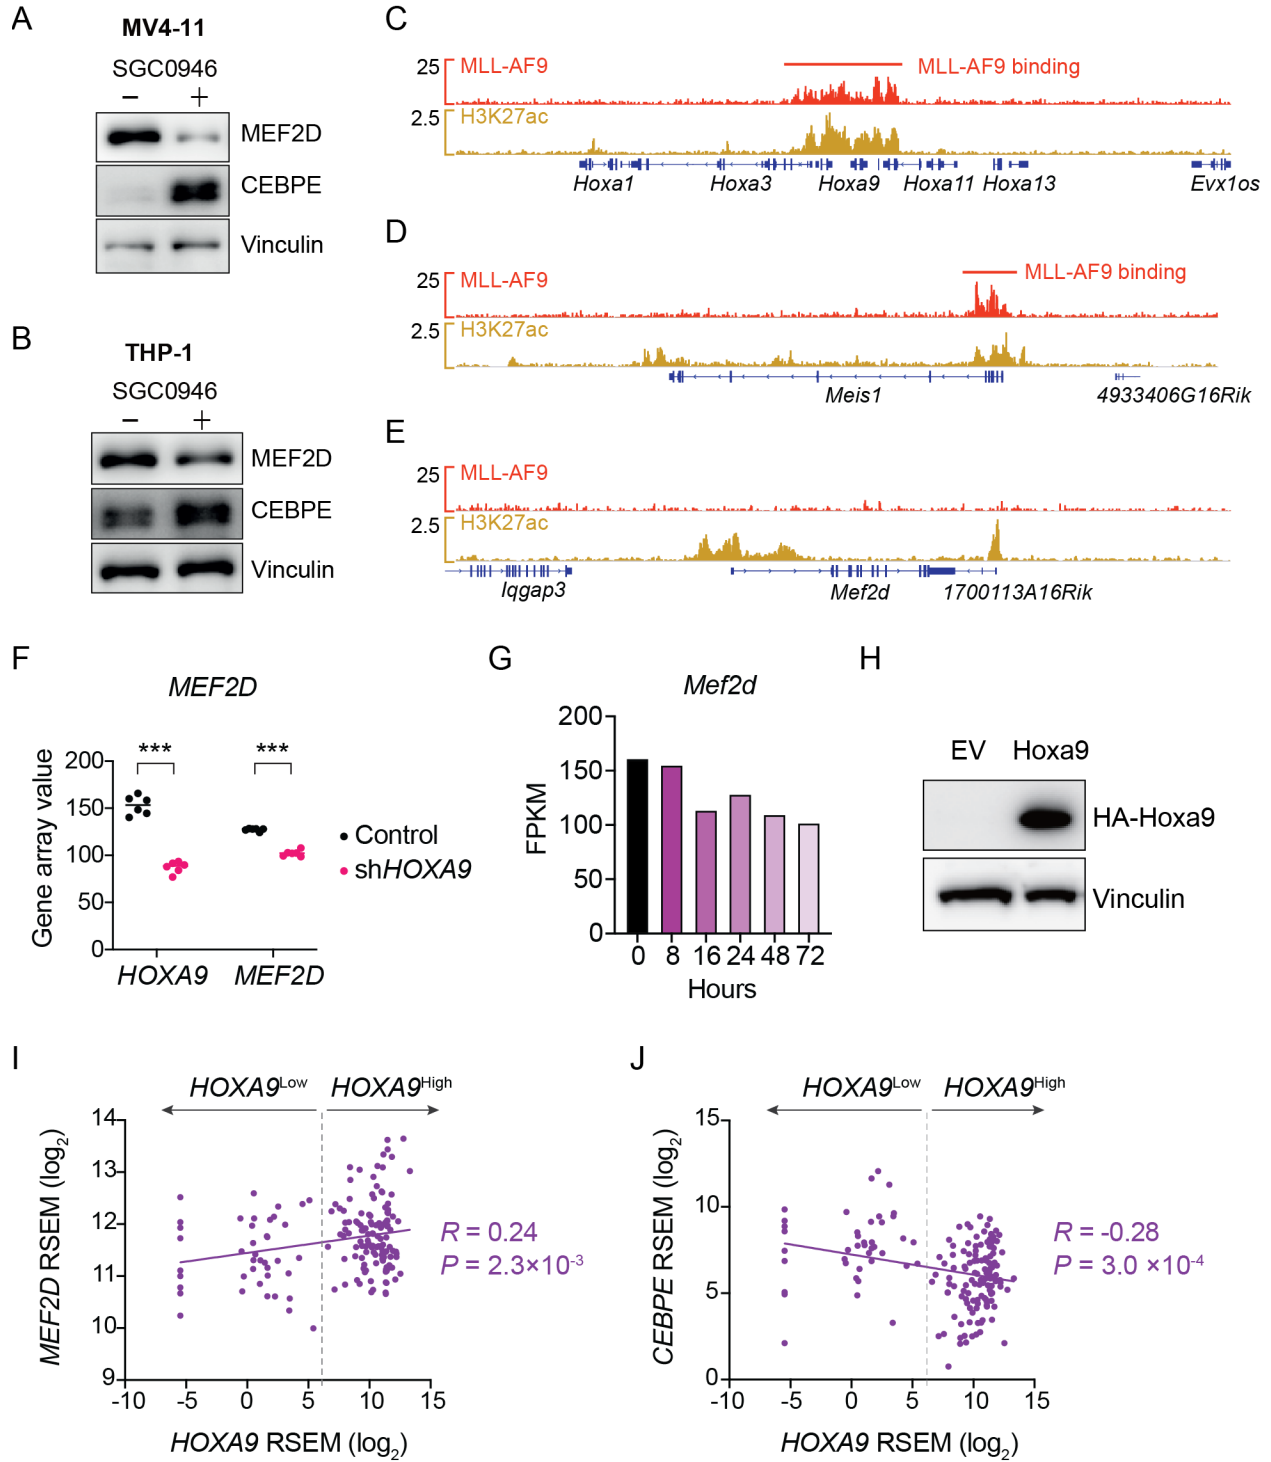 A
MV4-11
SGC0946
– +
MEF2D
CEBPE
Vinculin
B
THP-1
SGC0946
– +
MEF2D
CEBPE
Vinculin
C
25 MLL-AF9 MLL-AF9 binding
2.5 H3K27ac
Hoxa1 Hoxa3 Hoxa9 Hoxa11 Hoxa13 Evx1os
D
25 MLL-AF9 MLL-AF9 binding
2.5 H3K27ac
Meis1 4933406G16Rik
E
25 MLL-AF9
2.5 H3K27ac
Iqgap3 Mef2d 1700113A16Rik
F
MEF2D
Gene array value
200
150
100
50
0
HOXA9 MEF2D
*** ***
Control
shHOXA9
G
Mef2d
FPKM
200
150
100
50
0
0 8 16 24 48 72
Hours
H
EV Hoxa9
HA-Hoxa9
Vinculin
I
HOXA9Low HOXA9High
MEF2D RSEM (log2)
14
13
12
11
10
9
-10 -5 0 5 10 15
HOXA9 RSEM (log2)
R = 0.24
P = 2.3×10-3
J
HOXA9Low HOXA9High
CEBPE RSEM (log2)
15
10
5
0
-10 -5 0 5 10 15
HOXA9 RSEM (log2)
R = -0.28
P = 3.0 ×10-4